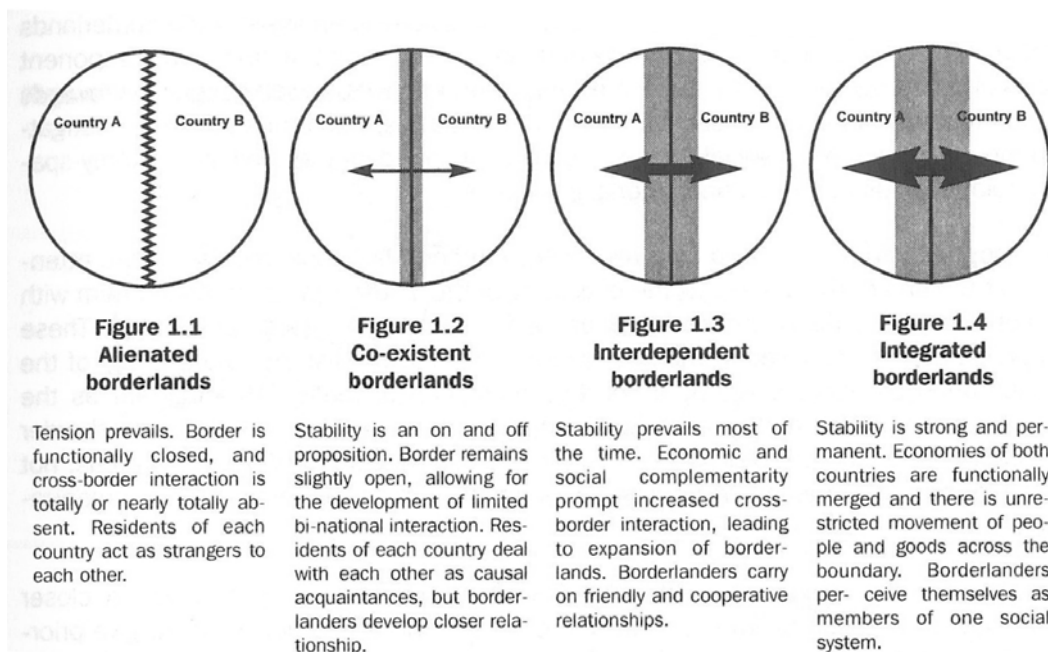 Country A
Country B
Figure 1.1
Alienated
borderlands
Tension prevails. Border is
functionally closed, and
cross-border interaction is
totally or nearly totally ab-
sent. Residents of each
country act as strangers to
each other.
Country A
Country B
Figure 1.2
Co-existent
borderlands
Stability is an on and off
proposition. Border remains
slightly open, allowing for
the development of limited
bi-national interaction. Res-
idents of each country deal
with each other as causal
acquaintances, but border-
landers develop closer rela-
tionship.
Country A
Country B
Figure 1.3
Interdependent
borderlands
Stability prevails most of
the time. Economic and
social complementarity
prompt increased cross-
border interaction, leading
to expansion of border-
lands. Borderlanders carry
on friendly and cooperative
relationships.
Country A
Country B
Figure 1.4
Integrated
borderlands
Stability is strong and per-
manent. Economies of both
countries are functionally
merged and there is unre-
stricted movement of peo-
ple and goods across the
boundary. Borderlanders
per- ceive themselves as
members of one social
system.